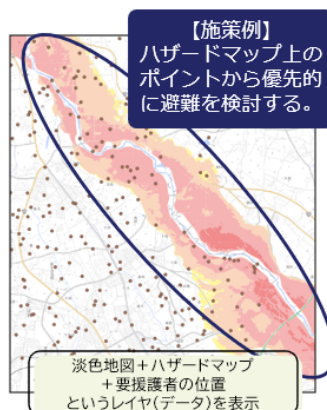 【施策例】
ハザードマップ上の
ポイントから優先的
に避難を検討する。
淡色地図＋ハザードマップ
＋要援護者の位置
というレイヤ(データ)を表示